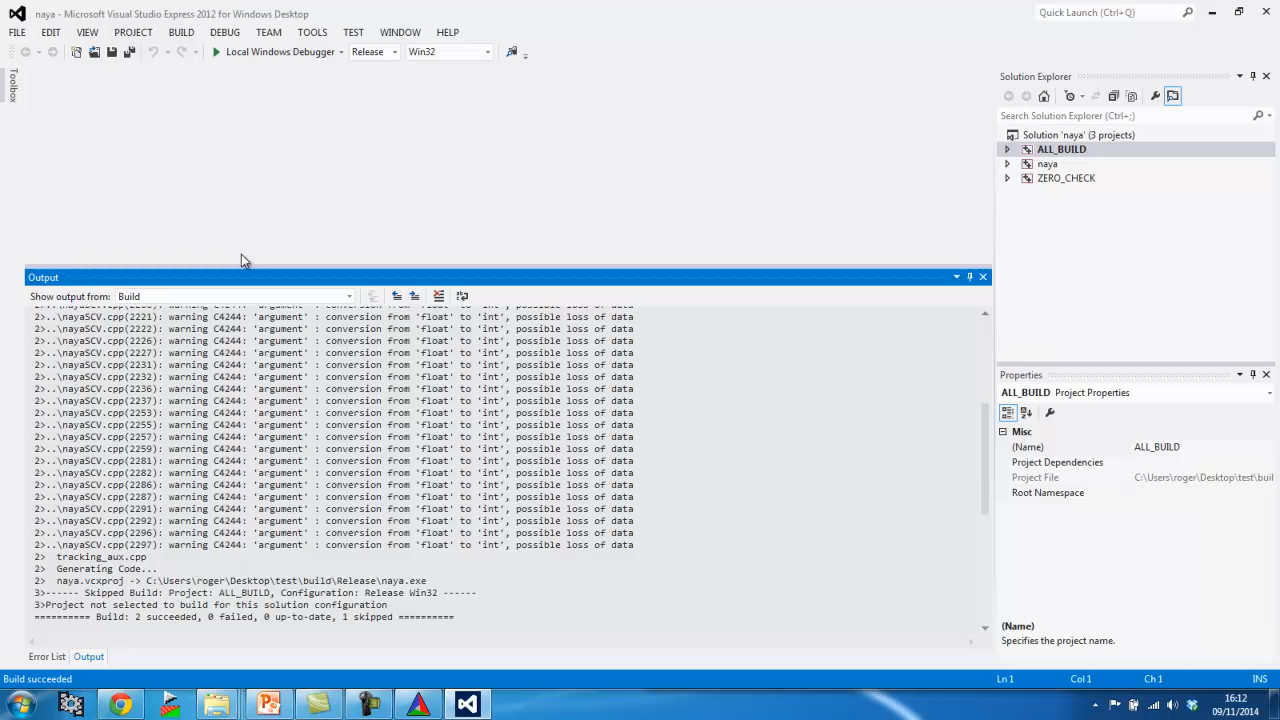 naya - Microsoft Visual Studio Express 2012 for Windows Desktop
Quick Launch (Ctrl+Q)
FILE EDIT VIEW PROJECT BUILD DEBUG TEAM TOOLS TEST WINDOW HELP
Local Windows Debugger Release Win32
Toolbox
Solution Explorer
Search Solution Explorer (Ctrl+;)
Solution 'naya' (3 projects)
ALL_BUILD
naya
ZERO_CHECK
Output
Show output from: Build
2>..\nayaSCV.cpp(2221): warning C4244: 'argument' : conversion from 'float' to 'int', possible loss of data
2>..\nayaSCV.cpp(2222): warning C4244: 'argument' : conversion from 'float' to 'int', possible loss of data
2>..\nayaSCV.cpp(2226): warning C4244: 'argument' : conversion from 'float' to 'int', possible loss of data
2>..\nayaSCV.cpp(2227): warning C4244: 'argument' : conversion from 'float' to 'int', possible loss of data
2>..\nayaSCV.cpp(2231): warning C4244: 'argument' : conversion from 'float' to 'int', possible loss of data
2>..\nayaSCV.cpp(2232): warning C4244: 'argument' : conversion from 'float' to 'int', possible loss of data
2>..\nayaSCV.cpp(2236): warning C4244: 'argument' : conversion from 'float' to 'int', possible loss of data
2>..\nayaSCV.cpp(2237): warning C4244: 'argument' : conversion from 'float' to 'int', possible loss of data
2>..\nayaSCV.cpp(2253): warning C4244: 'argument' : conversion from 'float' to 'int', possible loss of data
2>..\nayaSCV.cpp(2255): warning C4244: 'argument' : conversion from 'float' to 'int', possible loss of data
2>..\nayaSCV.cpp(2257): warning C4244: 'argument' : conversion from 'float' to 'int', possible loss of data
2>..\nayaSCV.cpp(2259): warning C4244: 'argument' : conversion from 'float' to 'int', possible loss of data
2>..\nayaSCV.cpp(2281): warning C4244: 'argument' : conversion from 'float' to 'int', possible loss of data
2>..\nayaSCV.cpp(2282): warning C4244: 'argument' : conversion from 'float' to 'int', possible loss of data
2>..\nayaSCV.cpp(2286): warning C4244: 'argument' : conversion from 'float' to 'int', possible loss of data
2>..\nayaSCV.cpp(2287): warning C4244: 'argument' : conversion from 'float' to 'int', possible loss of data
2>..\nayaSCV.cpp(2291): warning C4244: 'argument' : conversion from 'float' to 'int', possible loss of data
2>..\nayaSCV.cpp(2292): warning C4244: 'argument' : conversion from 'float' to 'int', possible loss of data
2>..\nayaSCV.cpp(2296): warning C4244: 'argument' : conversion from 'float' to 'int', possible loss of data
2>..\nayaSCV.cpp(2297): warning C4244: 'argument' : conversion from 'float' to 'int', possible loss of data
2> tracking_aux.cpp
2> Generating Code...
2> naya.vcxproj -> C:\Users\roger\Desktop\test\build\Release\naya.exe
3>------ Skipped Build: Project: ALL_BUILD, Configuration: Release Win32 ------
3>Project not selected to build for this solution configuration
========== Build: 2 succeeded, 0 failed, 0 up-to-date, 1 skipped ==========
Properties
ALL_BUILD Project Properties
Misc
(Name) ALL_BUILD
Project Dependencies
Project File C:\Users\roger\Desktop\test\buil
Root Namespace
(Name)
Specifies the project name.
Error List Output
Build succeeded Ln 1 Col 1 Ch 1 INS
16:12
09/11/2014